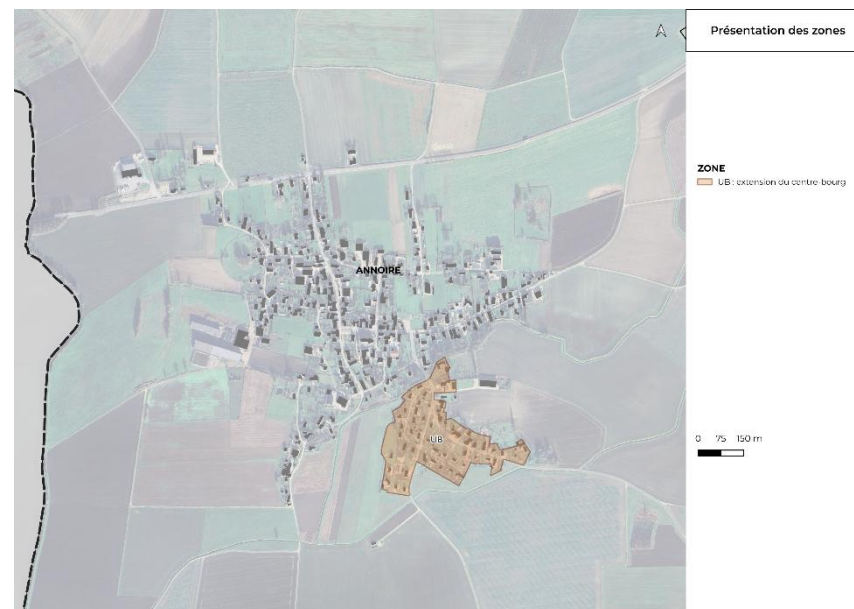 Présentation des zones
ZONE
UB : extension du centre-bourg
ANNOIRE
UB
0 75 150 m